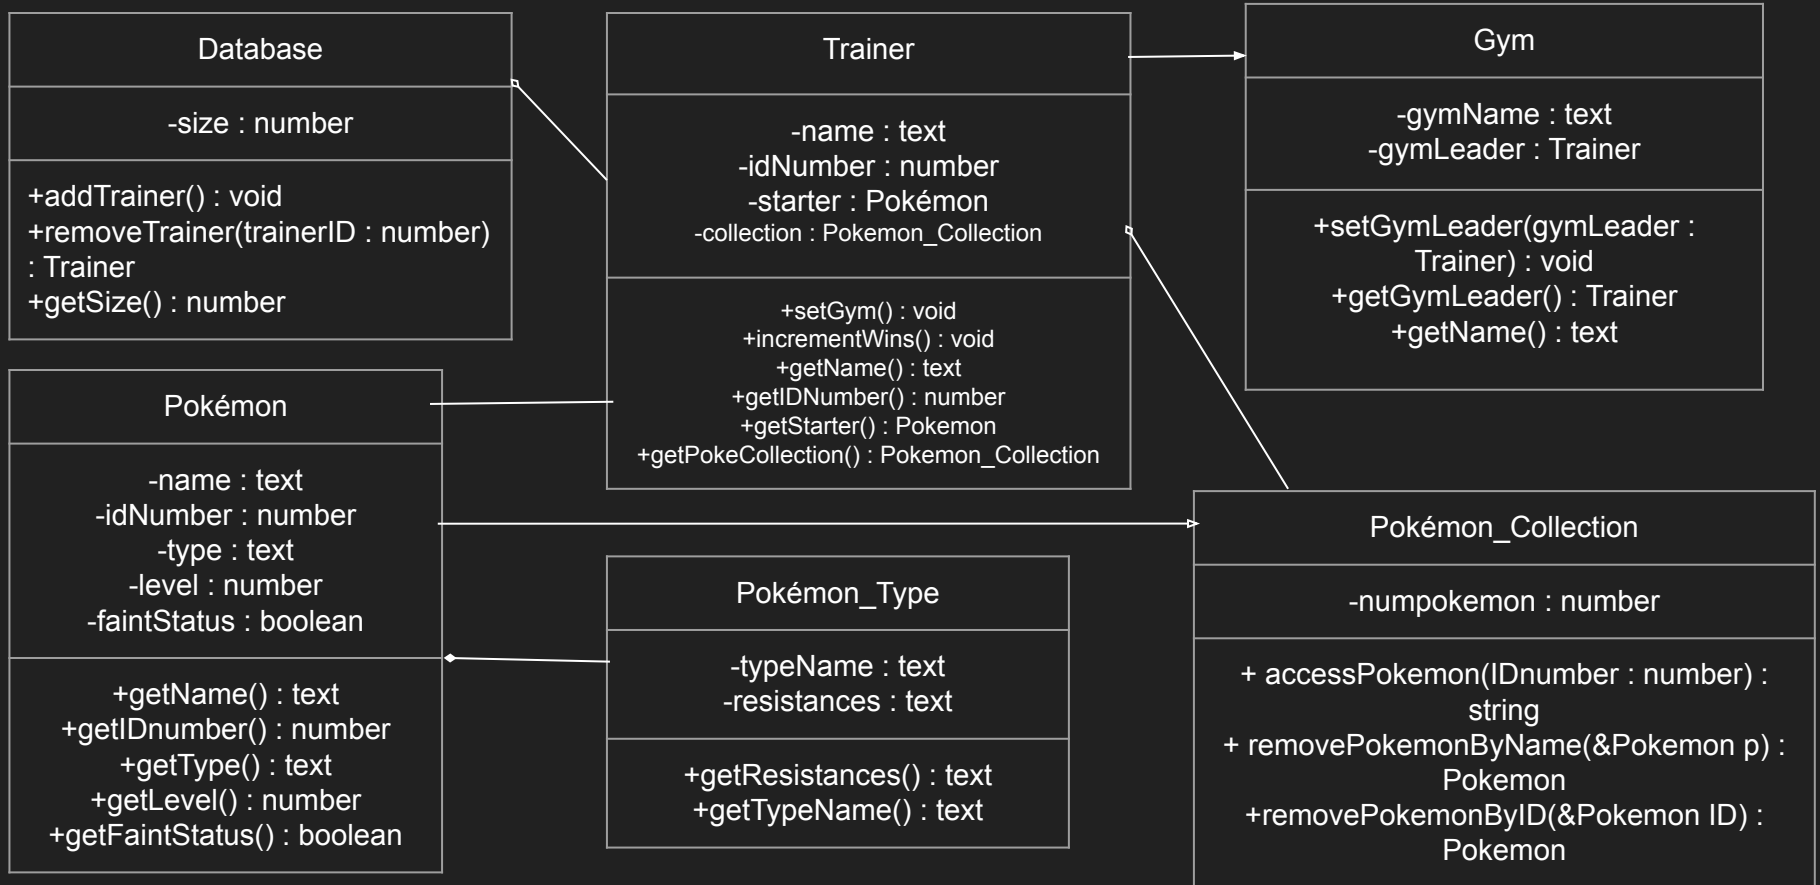 Database
-size : number
+addTrainer() : void
+removeTrainer(trainerID : number)
: Trainer
+getSize() : number
Trainer
-name : text
-idNumber : number
-starter : Pokémon
-collection : Pokemon_Collection
+setGym() : void
+incrementWins() : void
+getName() : text
+getIDNumber() : number
+getStarter() : Pokemon
+getPokeCollection() : Pokemon_Collection
Gym
-gymName : text
-gymLeader : Trainer
+setGymLeader(gymLeader :
Trainer) : void
+getGymLeader() : Trainer
+getName() : text
Pokémon
-name : text
-idNumber : number
-type : text
-level : number
-faintStatus : boolean
+getName() : text
+getIDnumber() : number
+getType() : text
+getLevel() : number
+getFaintStatus() : boolean
Pokémon_Type
-typeName : text
-resistances : text
+getResistances() : text
+getTypeName() : text
Pokémon_Collection
-numpokemon : number
+ accessPokemon(IDnumber : number) :
string
+ removePokemonByName(&Pokemon p) :
Pokemon
+removePokemonByID(&Pokemon ID) :
Pokemon